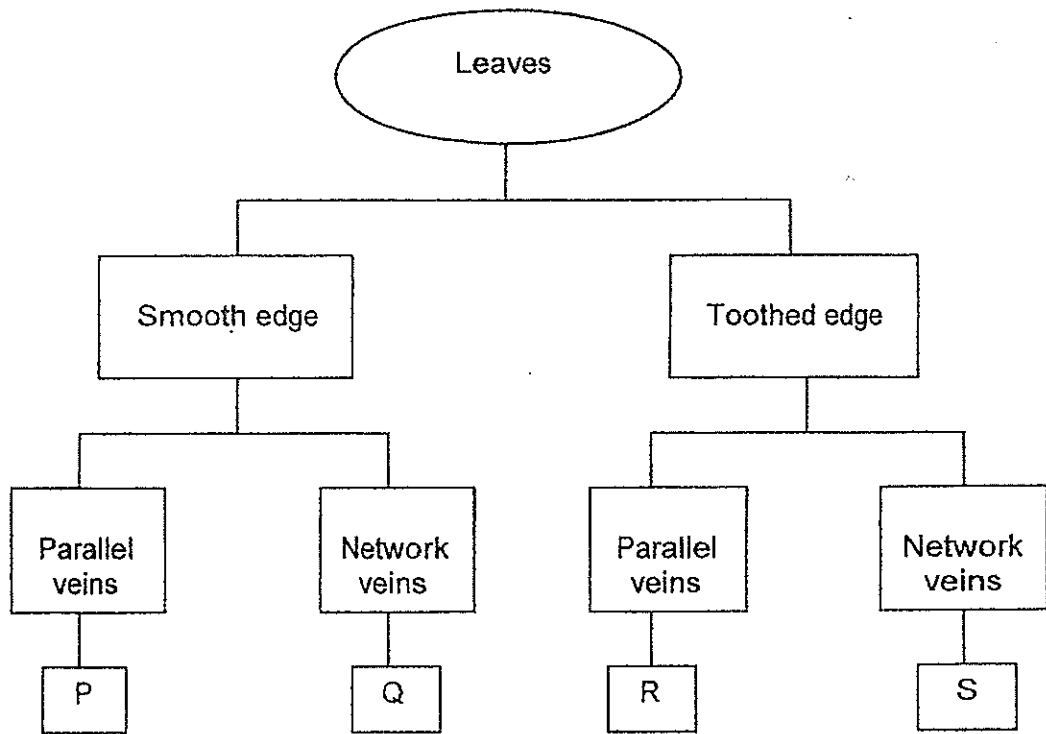 Leaves
Smooth edge
Toothed edge
Parallel
veins
Network
veins
Parallel
veins
Network
veins
P
Q
R
S